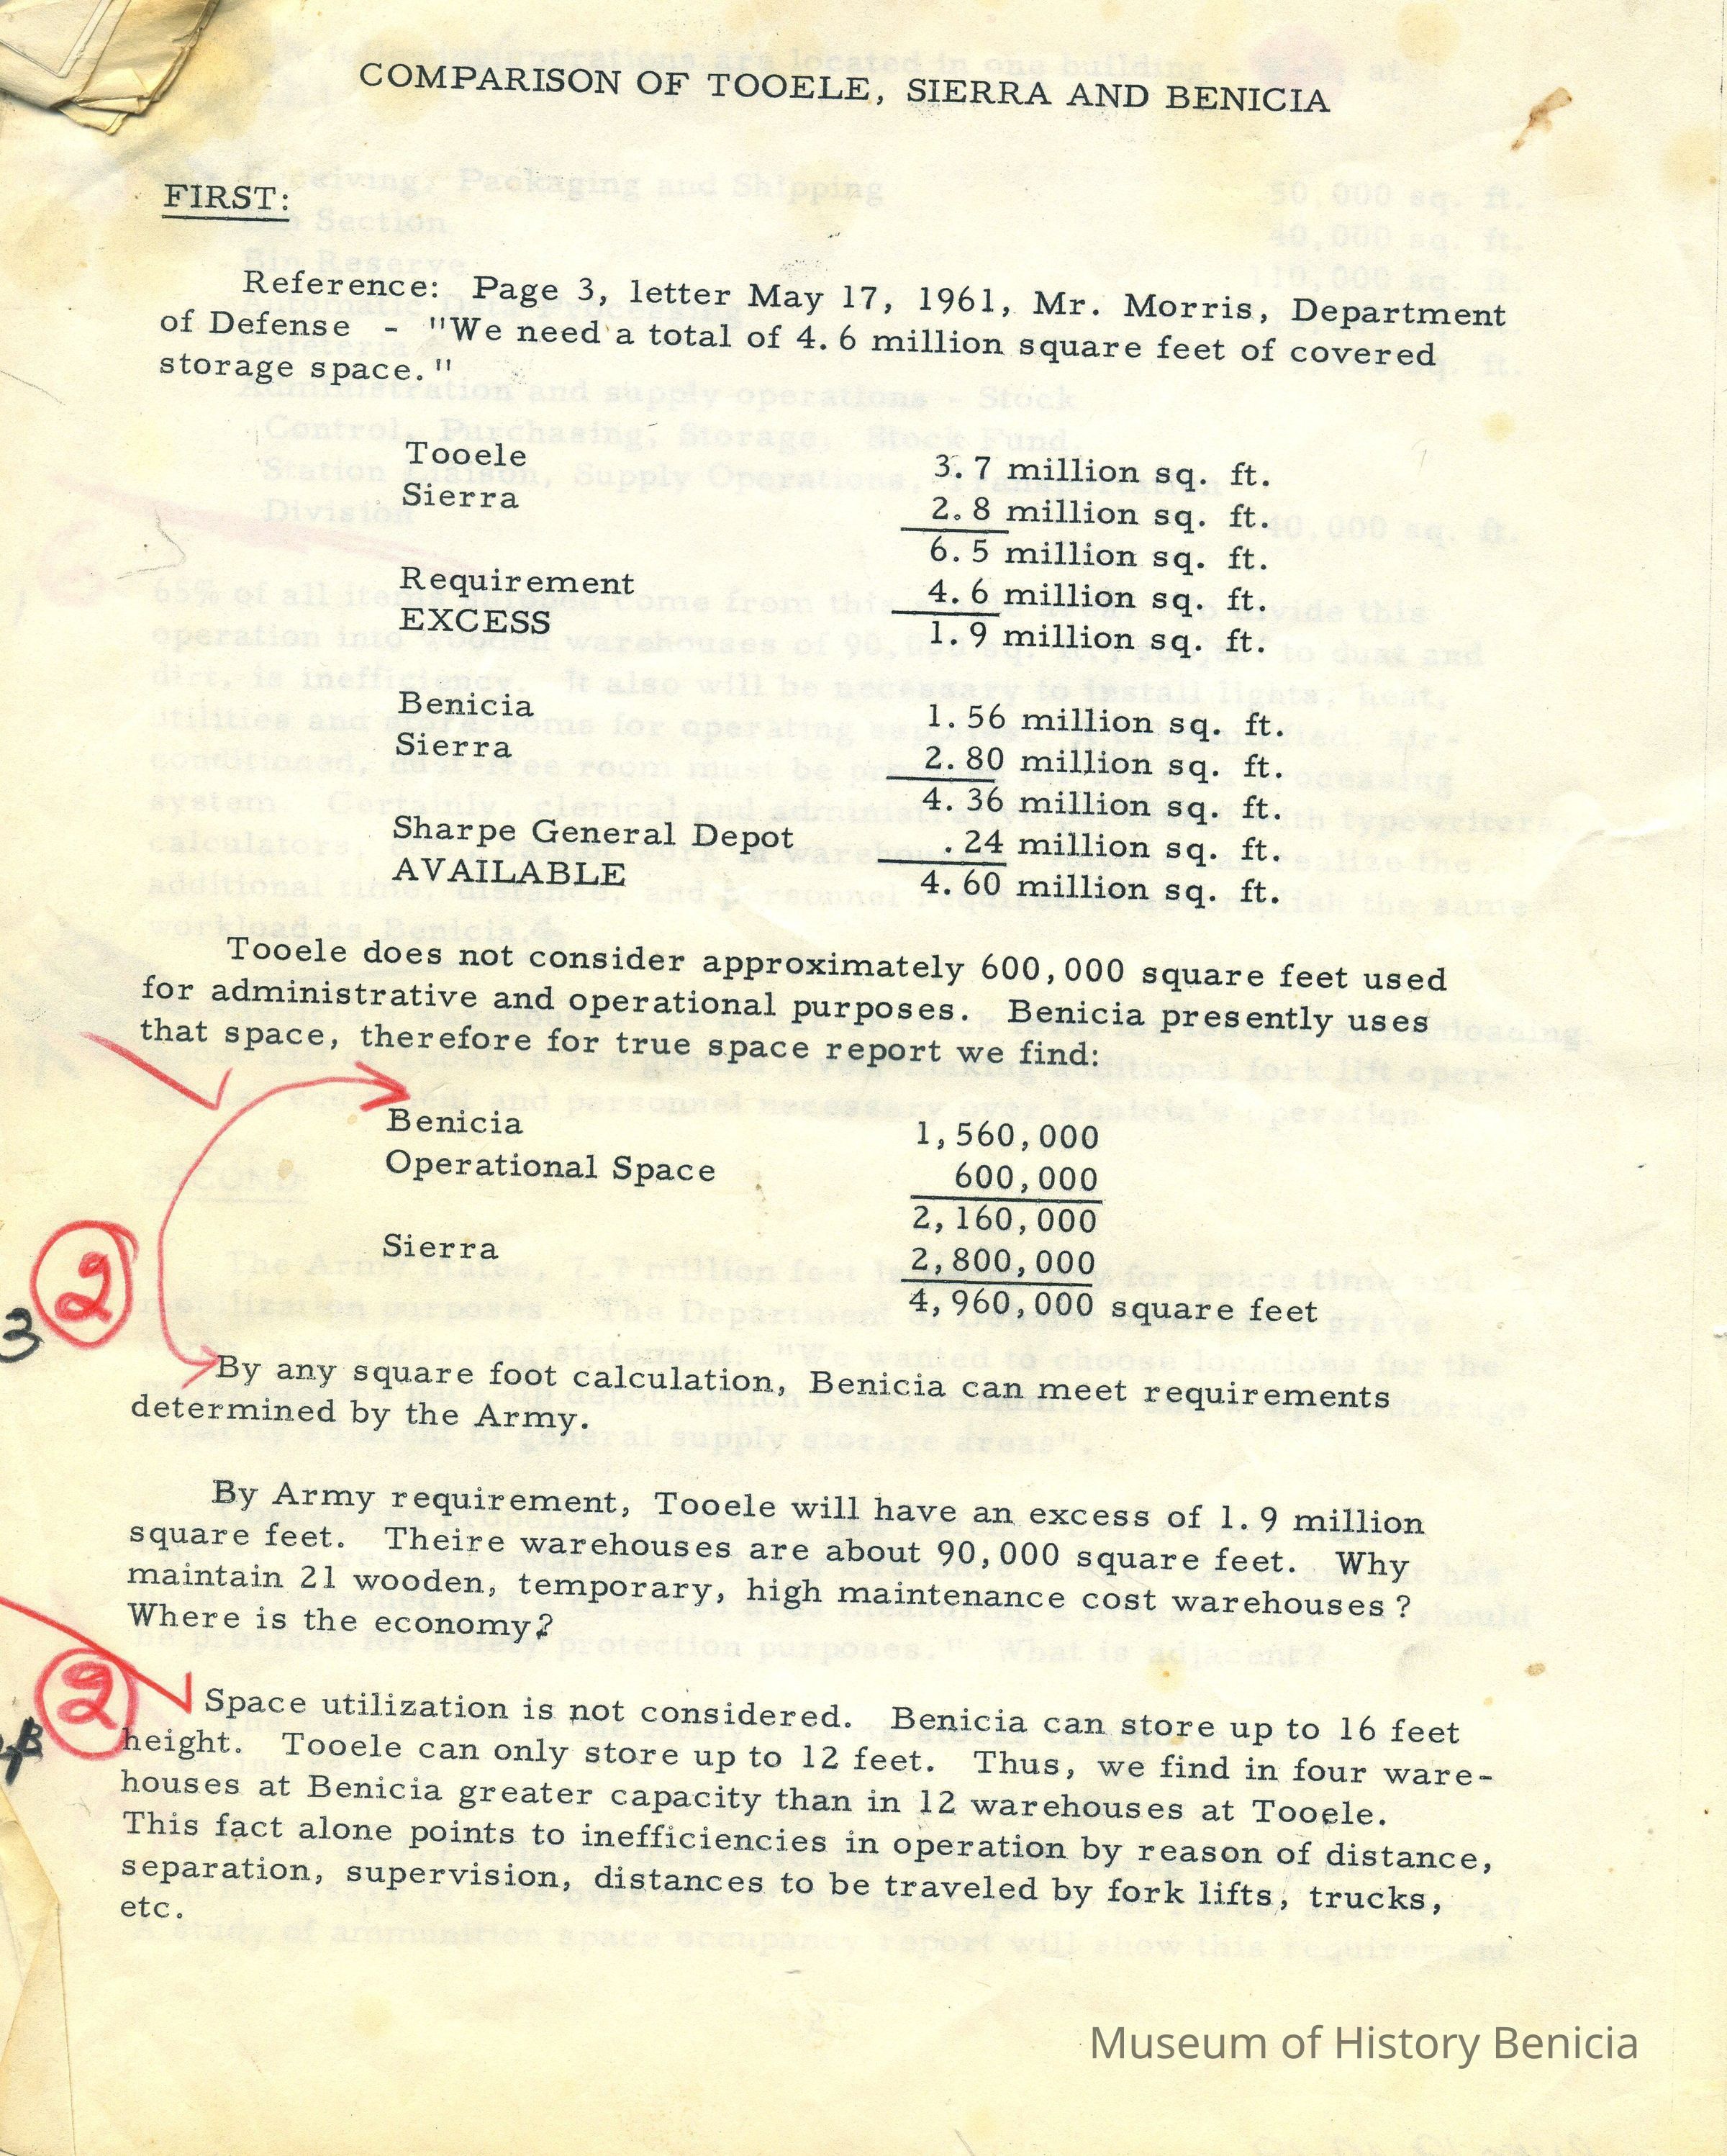 COMPARISON OF TOOELE, SIERRA AND BENICIA
FIRST:
Reference: Page 3, letter May 17, 1961, Mr. Morris, Department
of Defense - "We need a total of 4.6 million square feet of covered
storage space."
Tooele 3.7 million sq. ft.
Sierra 2.8 million sq. ft.
6.5 million sq. ft.
Requirement 4.6 million sq. ft.
EXCESS 1.9 million sq. ft.
Benicia 1.56 million sq. ft.
Sierra 2.80 million sq. ft.
4.36 million sq. ft.
Sharpe General Depot .24 million sq. ft.
AVAILABLE 4.60 million sq. ft.
Tooele does not consider approximately 600,000 square feet used
for administrative and operational purposes. Benicia presently uses
that space, therefore for true space report we find:
Benicia 1,560,000
Operational Space 600,000
2,160,000
Sierra 2,800,000
4,960,000 square feet
2
3
By any square foot calculation, Benicia can meet requirements
determined by the Army.
By Army requirement, Tooele will have an excess of 1.9 million
square feet. Theire warehouses are about 90,000 square feet. Why
maintain 21 wooden, temporary, high maintenance cost warehouses?
Where is the economy?
2
Space utilization is not considered. Benicia can store up to 16 feet
height. Tooele can only store up to 12 feet. Thus, we find in four ware-
houses at Benicia greater capacity than in 12 warehouses at Tooele.
This fact alone points to inefficiencies in operation by reason of distance,
separation, supervision, distances to be traveled by fork lifts, trucks,
etc.
Museum of History Benicia